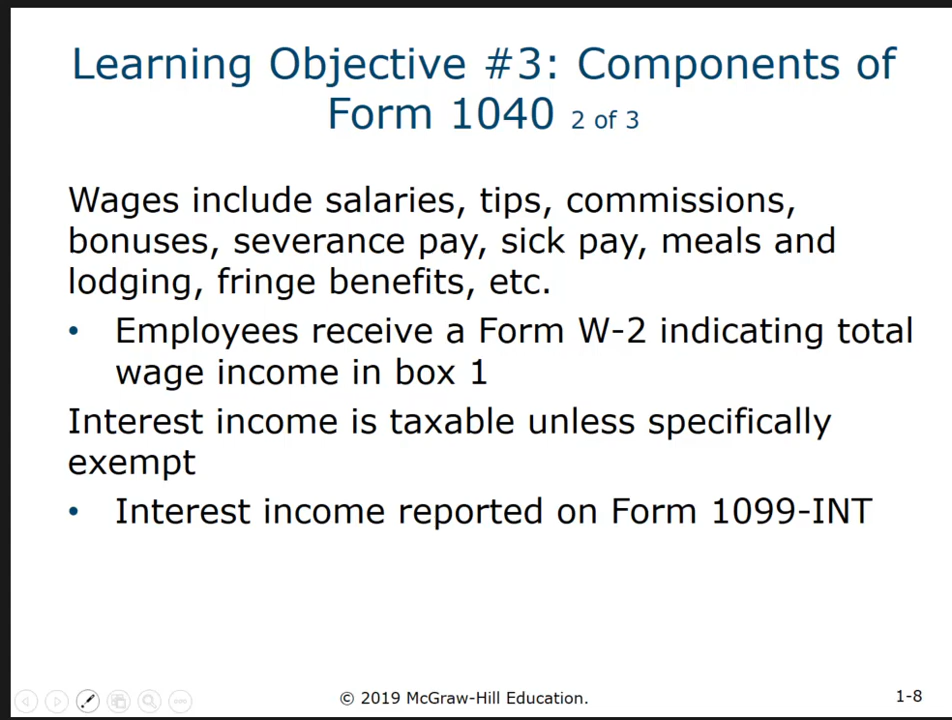 Learning Objective #3: Components of
Form 1040 2 of 3
Wages include salaries, tips, commissions,
bonuses, severance pay, sick pay, meals and
lodging, fringe benefits, etc.
• Employees receive a Form W-2 indicating total
wage income in box 1
Interest income is taxable unless specifically
exempt
• Interest income reported on Form 1099-INT
© 2019 McGraw-Hill Education.
1-8